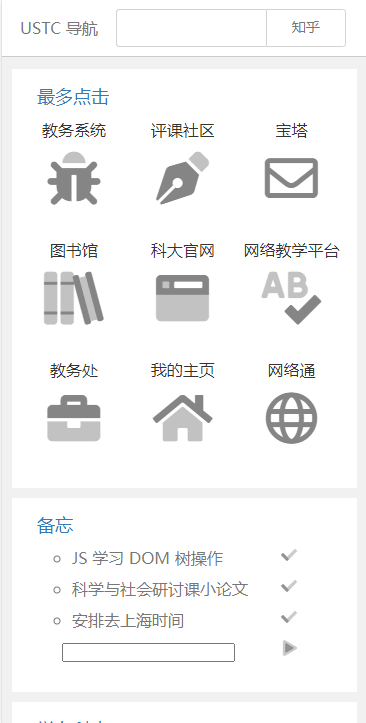 USTC 导航 知乎
最多点击
教务系统 评课社区 宝塔
图书馆 科大官网 网络教学平台
AB
教务处 我的主页 网络通
备忘
JS 学习 DOM 树操作
科学与社会研讨课小论文
安排去上海时间